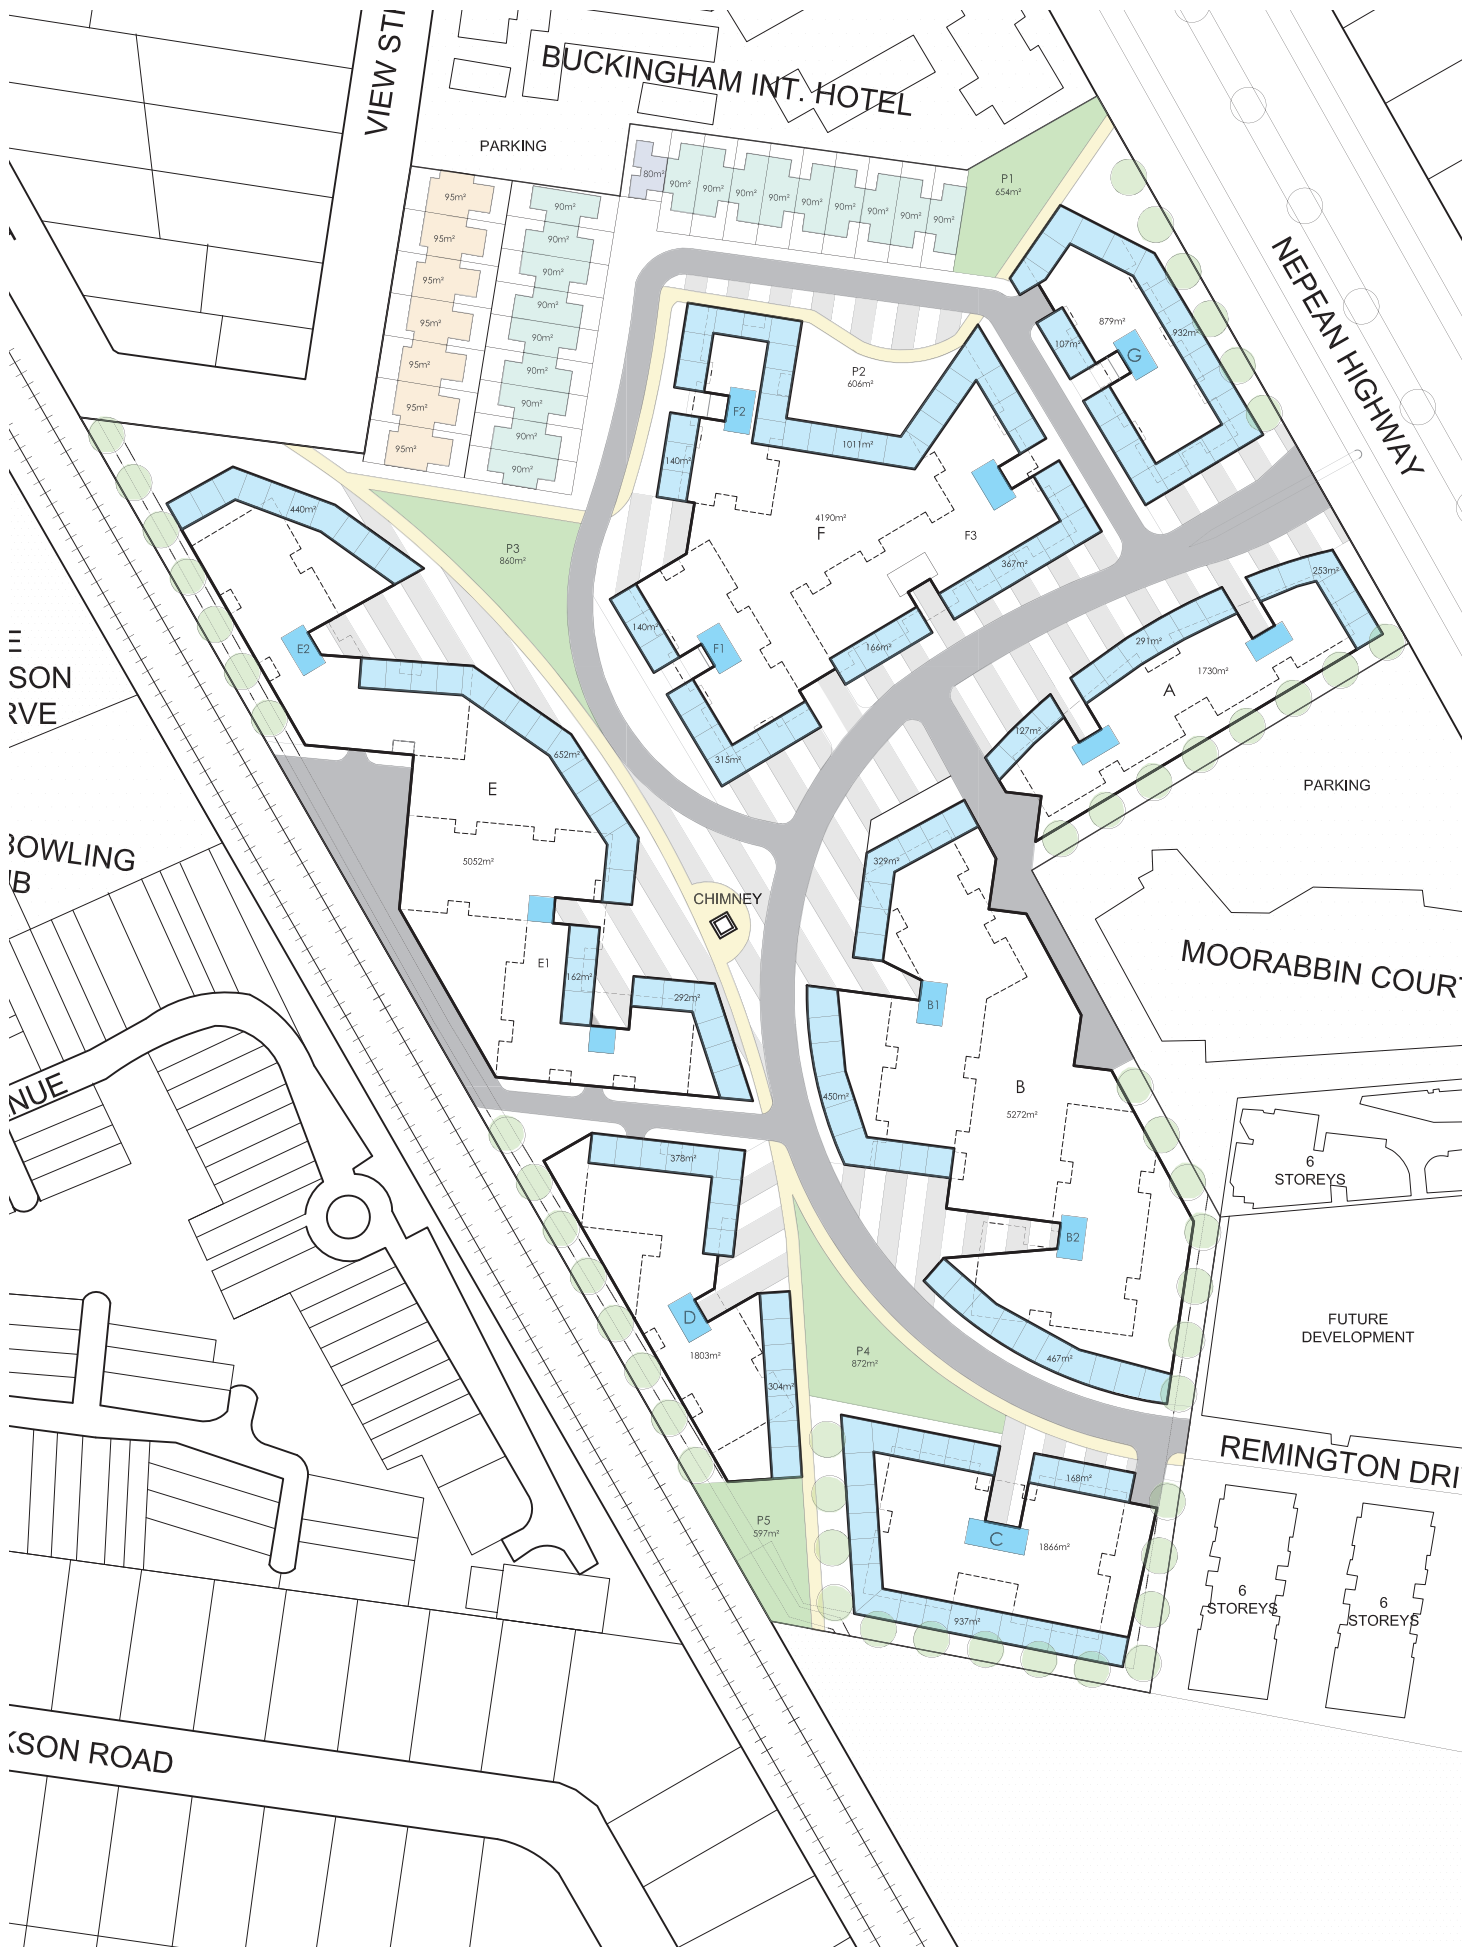 VIEW
BUCKINGHAM INT. HOTEL
PARKING
80m²
90m²
90m²
90m²
90m²
90m²
90m²
90m²
90m²
90m²
P1
654m²
95m²
95m²
95m²
95m²
95m²
95m²
95m²
90m²
90m²
90m²
90m²
90m²
90m²
90m²
90m²
90m²
NEPEAN HIGHWAY
879m²
932m²
107m²
G
P2
606m²
F2
1011m²
140m²
4190m²
F
F3
367m²
440m²
P3
860m²
253m²
291m²
1730m²
A
127m²
140m²
F1
166m²
315m²
E2
652m²
E
5052m²
SON
RVE
BOWLING
PARKING
329m²
CHIMNEY
MOORABBIN COURT
E1
162m²
292m²
B1
450m²
B
5272m²
NUE
378m²
6
STOREYS
B2
D
1803m²
304m²
P4
872m²
467m²
FUTURE
DEVELOPMENT
REMINGTON DRI
168m²
C
1866m²
937m²
P5
597m²
6
STOREYS
6
STOREYS
KSON ROAD